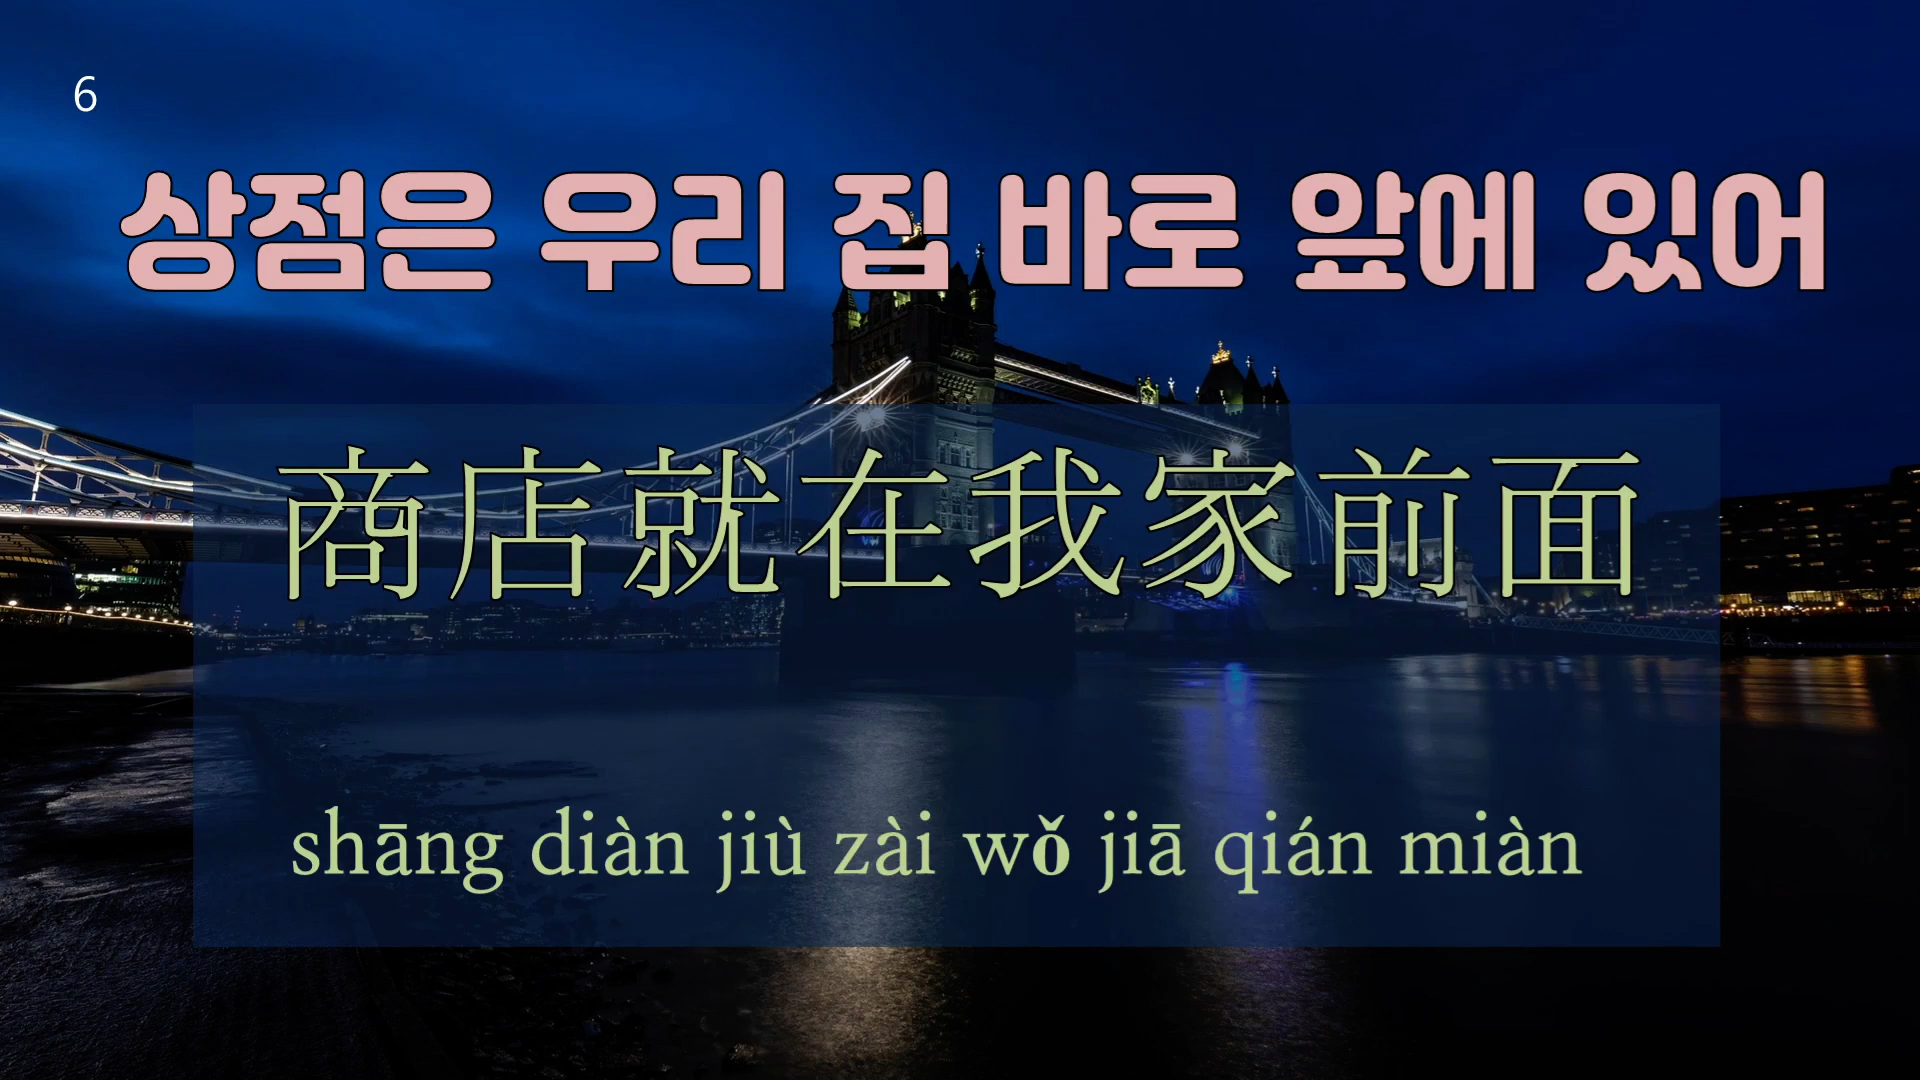 6
상점은 우리 집 바로 앞에 있어
商店就在我家前面
shāng diàn jiù zài wǒ jiā qián miàn